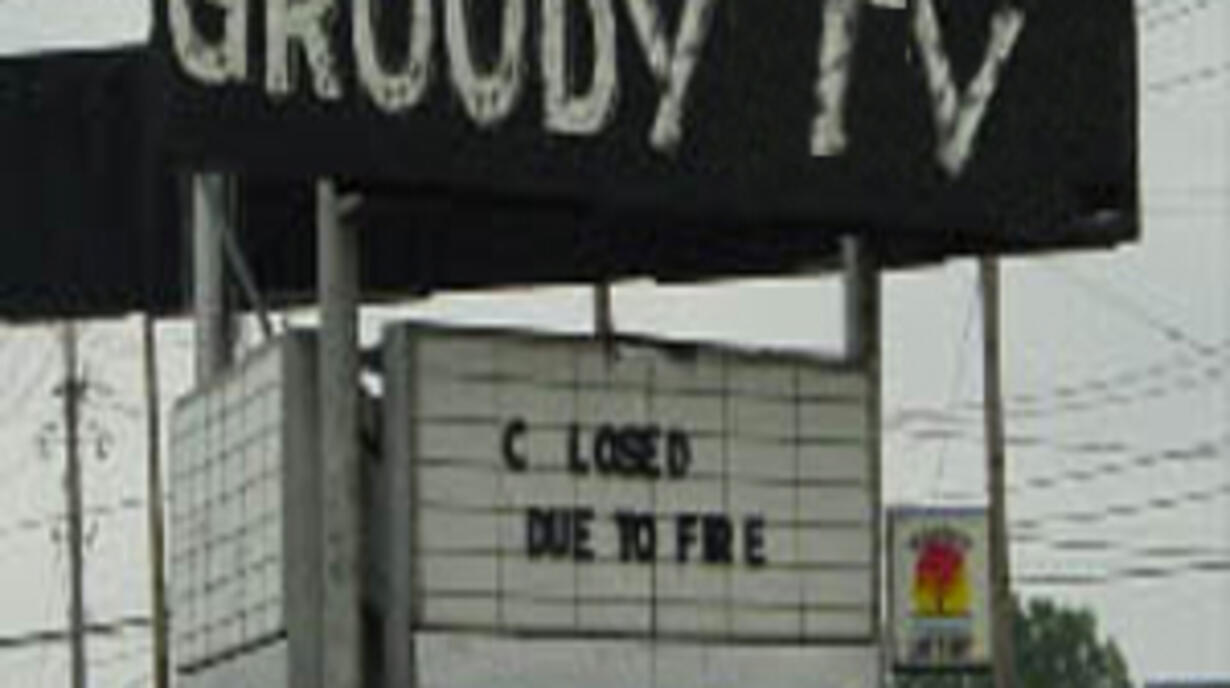 GROODY TV
C LOSED
DUE TO FIRE